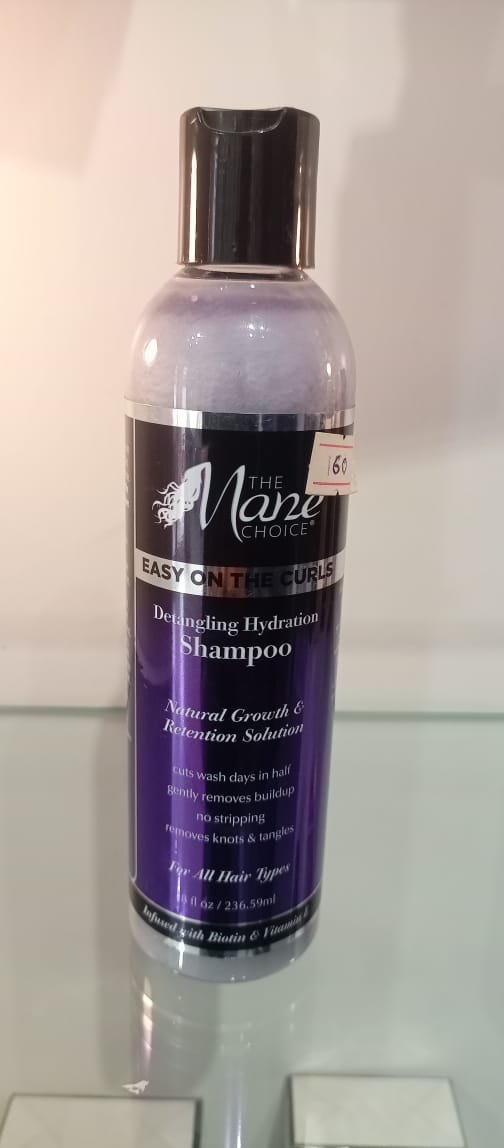 160
THE
Mane
CHOICE®
EASY ON THE CURLS
Detangling Hydration
Shampoo
Natural Growth &
Retention Solution
cuts wash days in half
gently removes buildup
no stripping
removes knots & tangles
For All Hair Types
8 fl oz / 236.59ml
Infused with Biotin & Vitamin